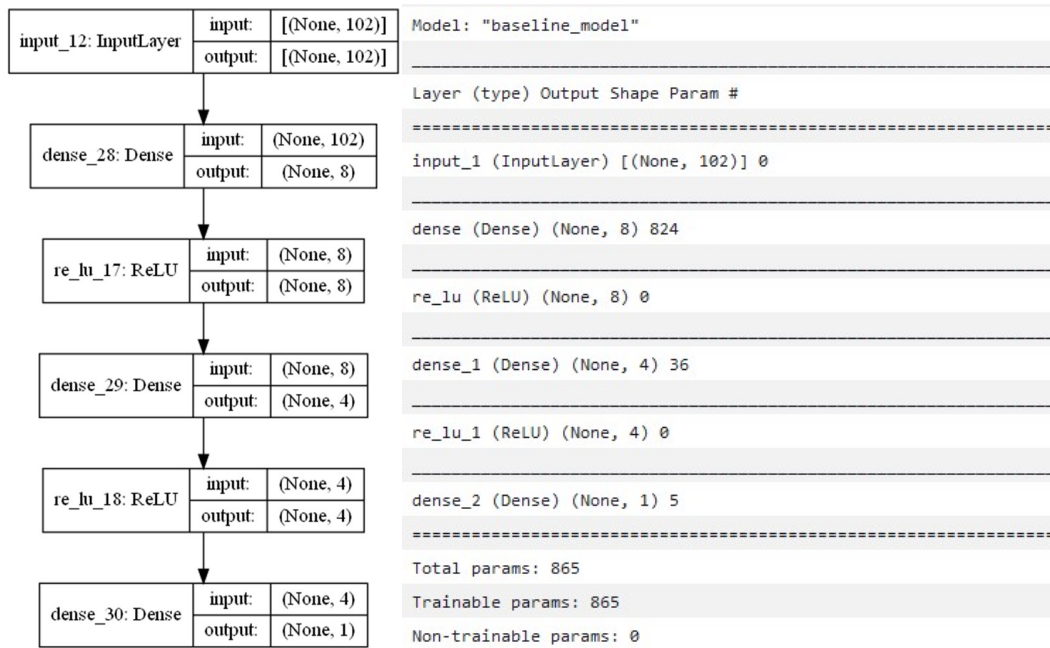 input_12: InputLayer
input: [(None, 102)]
output: [(None, 102)]
dense_28: Dense
input: (None, 102)
output: (None, 8)
re_lu_17: ReLU
input: (None, 8)
output: (None, 8)
dense_29: Dense
input: (None, 8)
output: (None, 4)
re_lu_18: ReLU
input: (None, 4)
output: (None, 4)
dense_30: Dense
input: (None, 4)
output: (None, 1)
Model: "baseline_model"
Layer (type) Output Shape Param #
input_1 (InputLayer) [(None, 102)] 0
dense (Dense) (None, 8) 824
re_lu (ReLU) (None, 8) 0
dense_1 (Dense) (None, 4) 36
re_lu_1 (ReLU) (None, 4) 0
dense_2 (Dense) (None, 1) 5
Total params: 865
Trainable params: 865
Non-trainable params: 0